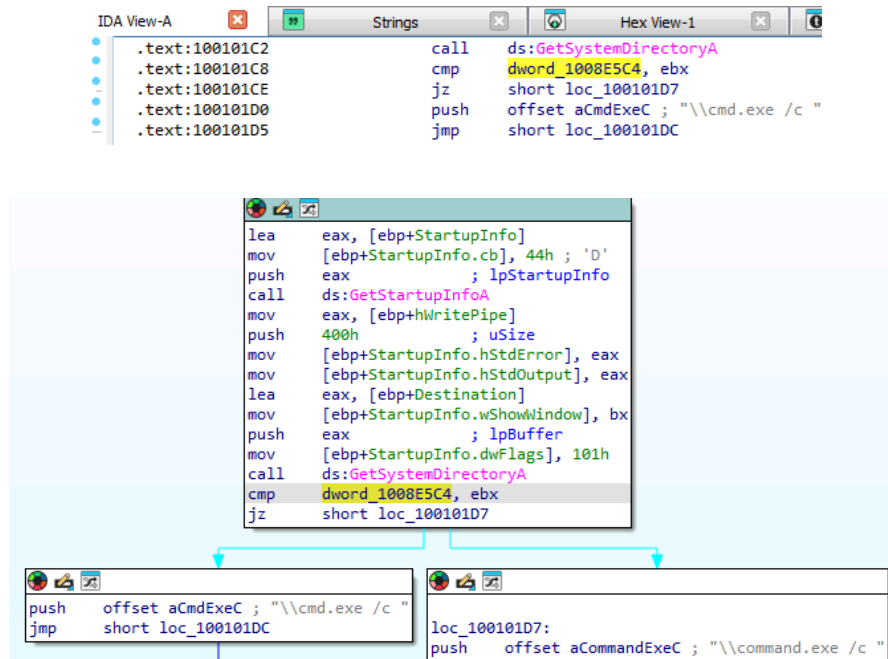 IDA View-A Strings Hex View-1
.text:100101C2 call ds:GetSystemDirectoryA
.text:100101C8 cmp dword_1008E5C4, ebx
.text:100101CE jz short loc_100101D7
.text:100101D0 push offset aCmdExeC ; "\\cmd.exe /c "
.text:100101D5 jmp short loc_100101DC
lea eax, [ebp+StartupInfo]
mov [ebp+StartupInfo.cb], 44h ; 'D'
push eax ; lpStartupInfo
call ds:GetStartupInfoA
mov eax, [ebp+hWritePipe]
push 400h ; uSize
mov [ebp+StartupInfo.hStdError], eax
mov [ebp+StartupInfo.hStdOutput], eax
lea eax, [ebp+Destination]
mov [ebp+StartupInfo.wShowWindow], bx
push eax ; lpBuffer
mov [ebp+StartupInfo.dwFlags], 101h
call ds:GetSystemDirectoryA
cmp dword_1008E5C4, ebx
jz short loc_100101D7
push offset aCmdExeC ; "\\cmd.exe /c "
jmp short loc_100101DC
loc_100101D7:
push offset aCommandExeC ; "\\command.exe /c "